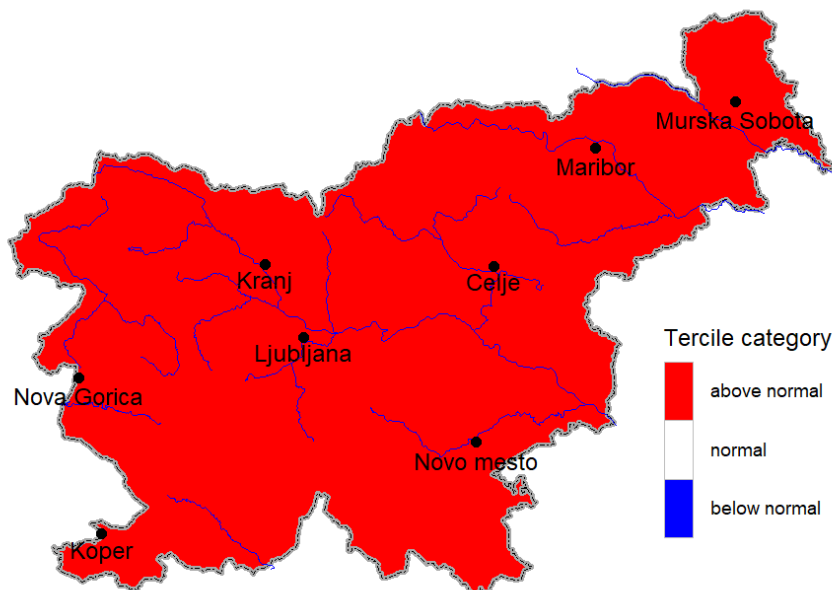 Murska Sobota
Maribor
Kranj
Celje
Ljubljana
Nova Gorica
Novo mesto
Koper
Tercile category
above normal
normal
below normal